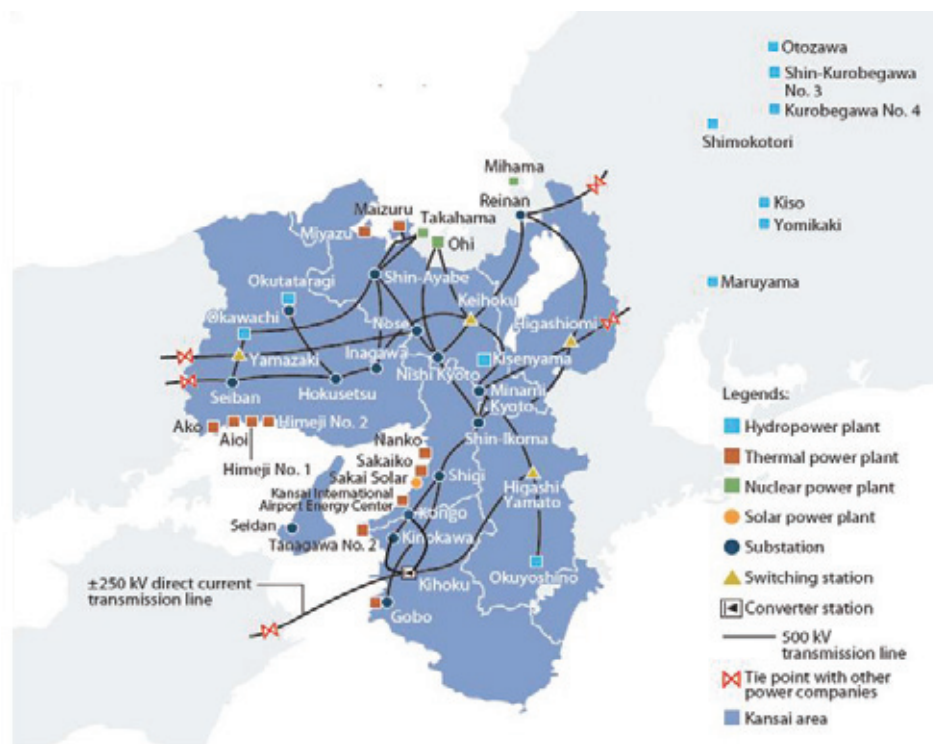 Otozawa
Shin-Kurobegawa
No. 3
Kurobegawa No. 4
Shimokotori
Mihama
Reinan
Maizuru
Takahama
Miyazu
Ohi
Kiso
Yomikaki
Shin-Ayabe
Okutataragi
Keihoku
Maruyama
Okawachi
Nose
Higashiomi
Yamazaki
Inagawa
Nishi Kyoto
Kisenyama
Seiban
Hokusetsu
Minami
Kyoto
Ako
Aioi
Himeji No. 2
Himeji No. 1
Shin-Ikoma
Nanko
Sakaiko
Sakai Solar
Shigi
Kansai International
Airport Energy Center
Higashi
Yamato
Seidan
Kongo
Tanagawa No. 2
Kinokawa
Kihoku
Okuyoshino
±250 kV direct current
transmission line
Gobo
Legends:
Hydropower plant
Thermal power plant
Nuclear power plant
Solar power plant
Substation
Switching station
Converter station
500 kV
transmission line
Tie point with other
power companies
Kansai area